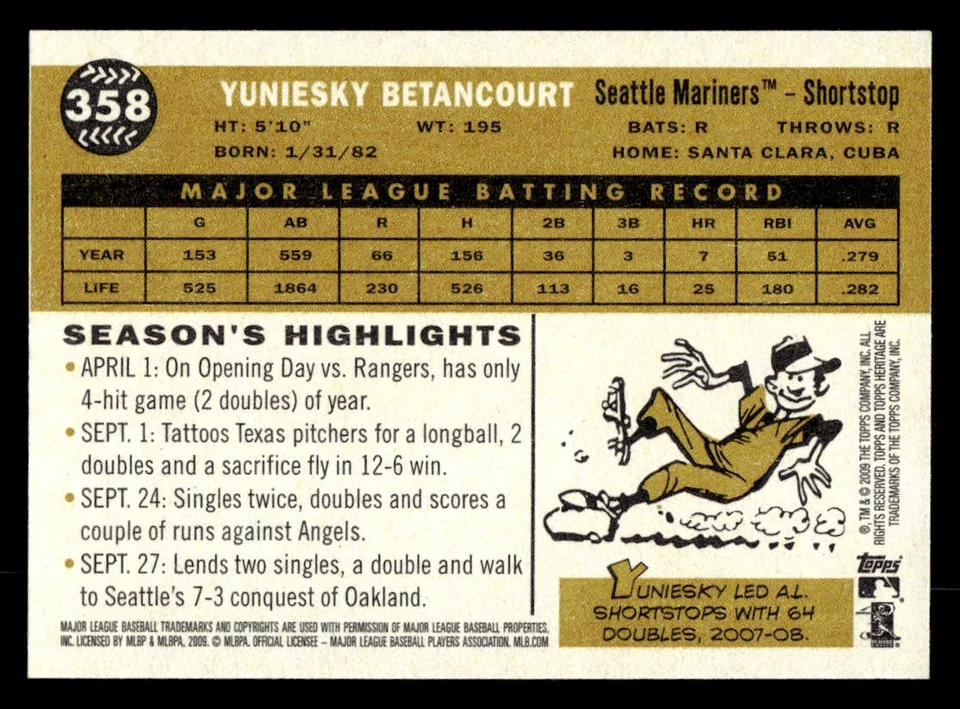 358
YUNIESKY BETANCOURT Seattle Mariners™ – Shortstop
HT: 5'10" WT: 195 BATS: R THROWS: R
BORN: 1/31/82 HOME: SANTA CLARA, CUBA
MAJOR LEAGUE BATTING RECORD
G AB R H 2B 3B HR RBI AVG
YEAR 153 559 66 156 36 3 7 51 .279
LIFE 525 1864 230 526 113 16 25 180 .282
SEASON'S HIGHLIGHTS
• APRIL 1: On Opening Day vs. Rangers, has only
4-hit game (2 doubles) of year.
• SEPT. 1: Tattoos Texas pitchers for a longball, 2
doubles and a sacrifice fly in 12-6 win.
• SEPT. 24: Singles twice, doubles and scores a
couple of runs against Angels.
• SEPT. 27: Lends two singles, a double and walk
to Seattle's 7-3 conquest of Oakland.
MAJOR LEAGUE BASEBALL TRADEMARKS AND COPYRIGHTS ARE USED WITH PERMISSION OF MAJOR LEAGUE BASEBALL PROPERTIES,
INC. LICENSED BY MLBP & MLBPA, 2009. © MLBPA. OFFICIAL LICENSEE – MAJOR LEAGUE BASEBALL PLAYERS ASSOCIATION. MLB.COM
YUNIESKY LED A.L.
SHORTSTOPS WITH 64
DOUBLES, 2007-08.
®, TM & © 2009 THE TOPPS COMPANY, INC. ALL
RIGHTS RESERVED. TOPPS AND TOPPS HERITAGE ARE
TRADEMARKS OF THE TOPPS COMPANY, INC.
Topps